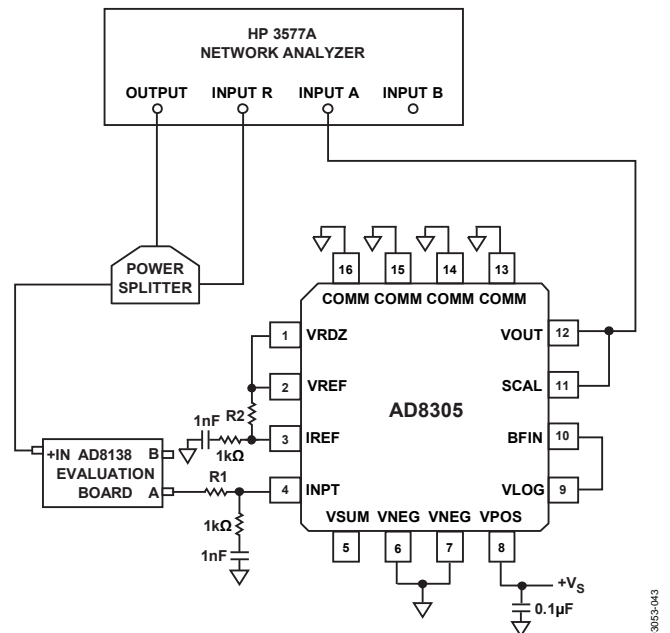 HP 3577A
NETWORK ANALYZER
OUTPUT INPUT R INPUT A INPUT B
POWER
SPLITTER
16 15 14 13
COMM COMM COMM COMM
1 VRDZ
2 VREF
3 IREF
4 INPT
VOUT 12
SCAL 11
BFIN 10
VLOG 9
AD8305
R2
1nF
1kΩ
R1
1kΩ
1nF
+IN AD8138 B
EVALUATION
BOARD A
VSUM VNEG VNEG VPOS
5 6 7 8
+VS
0.1µF
3053-043